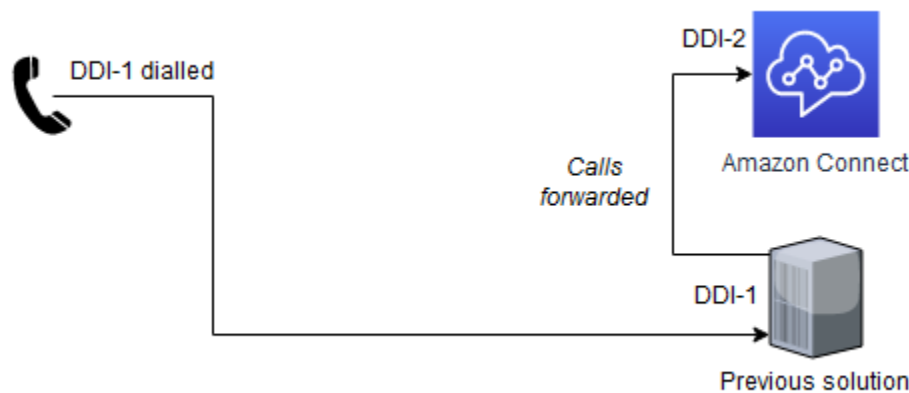 DDI-2
DDI-1 dialled
Calls
forwarded
Amazon Connect
DDI-1
Previous solution